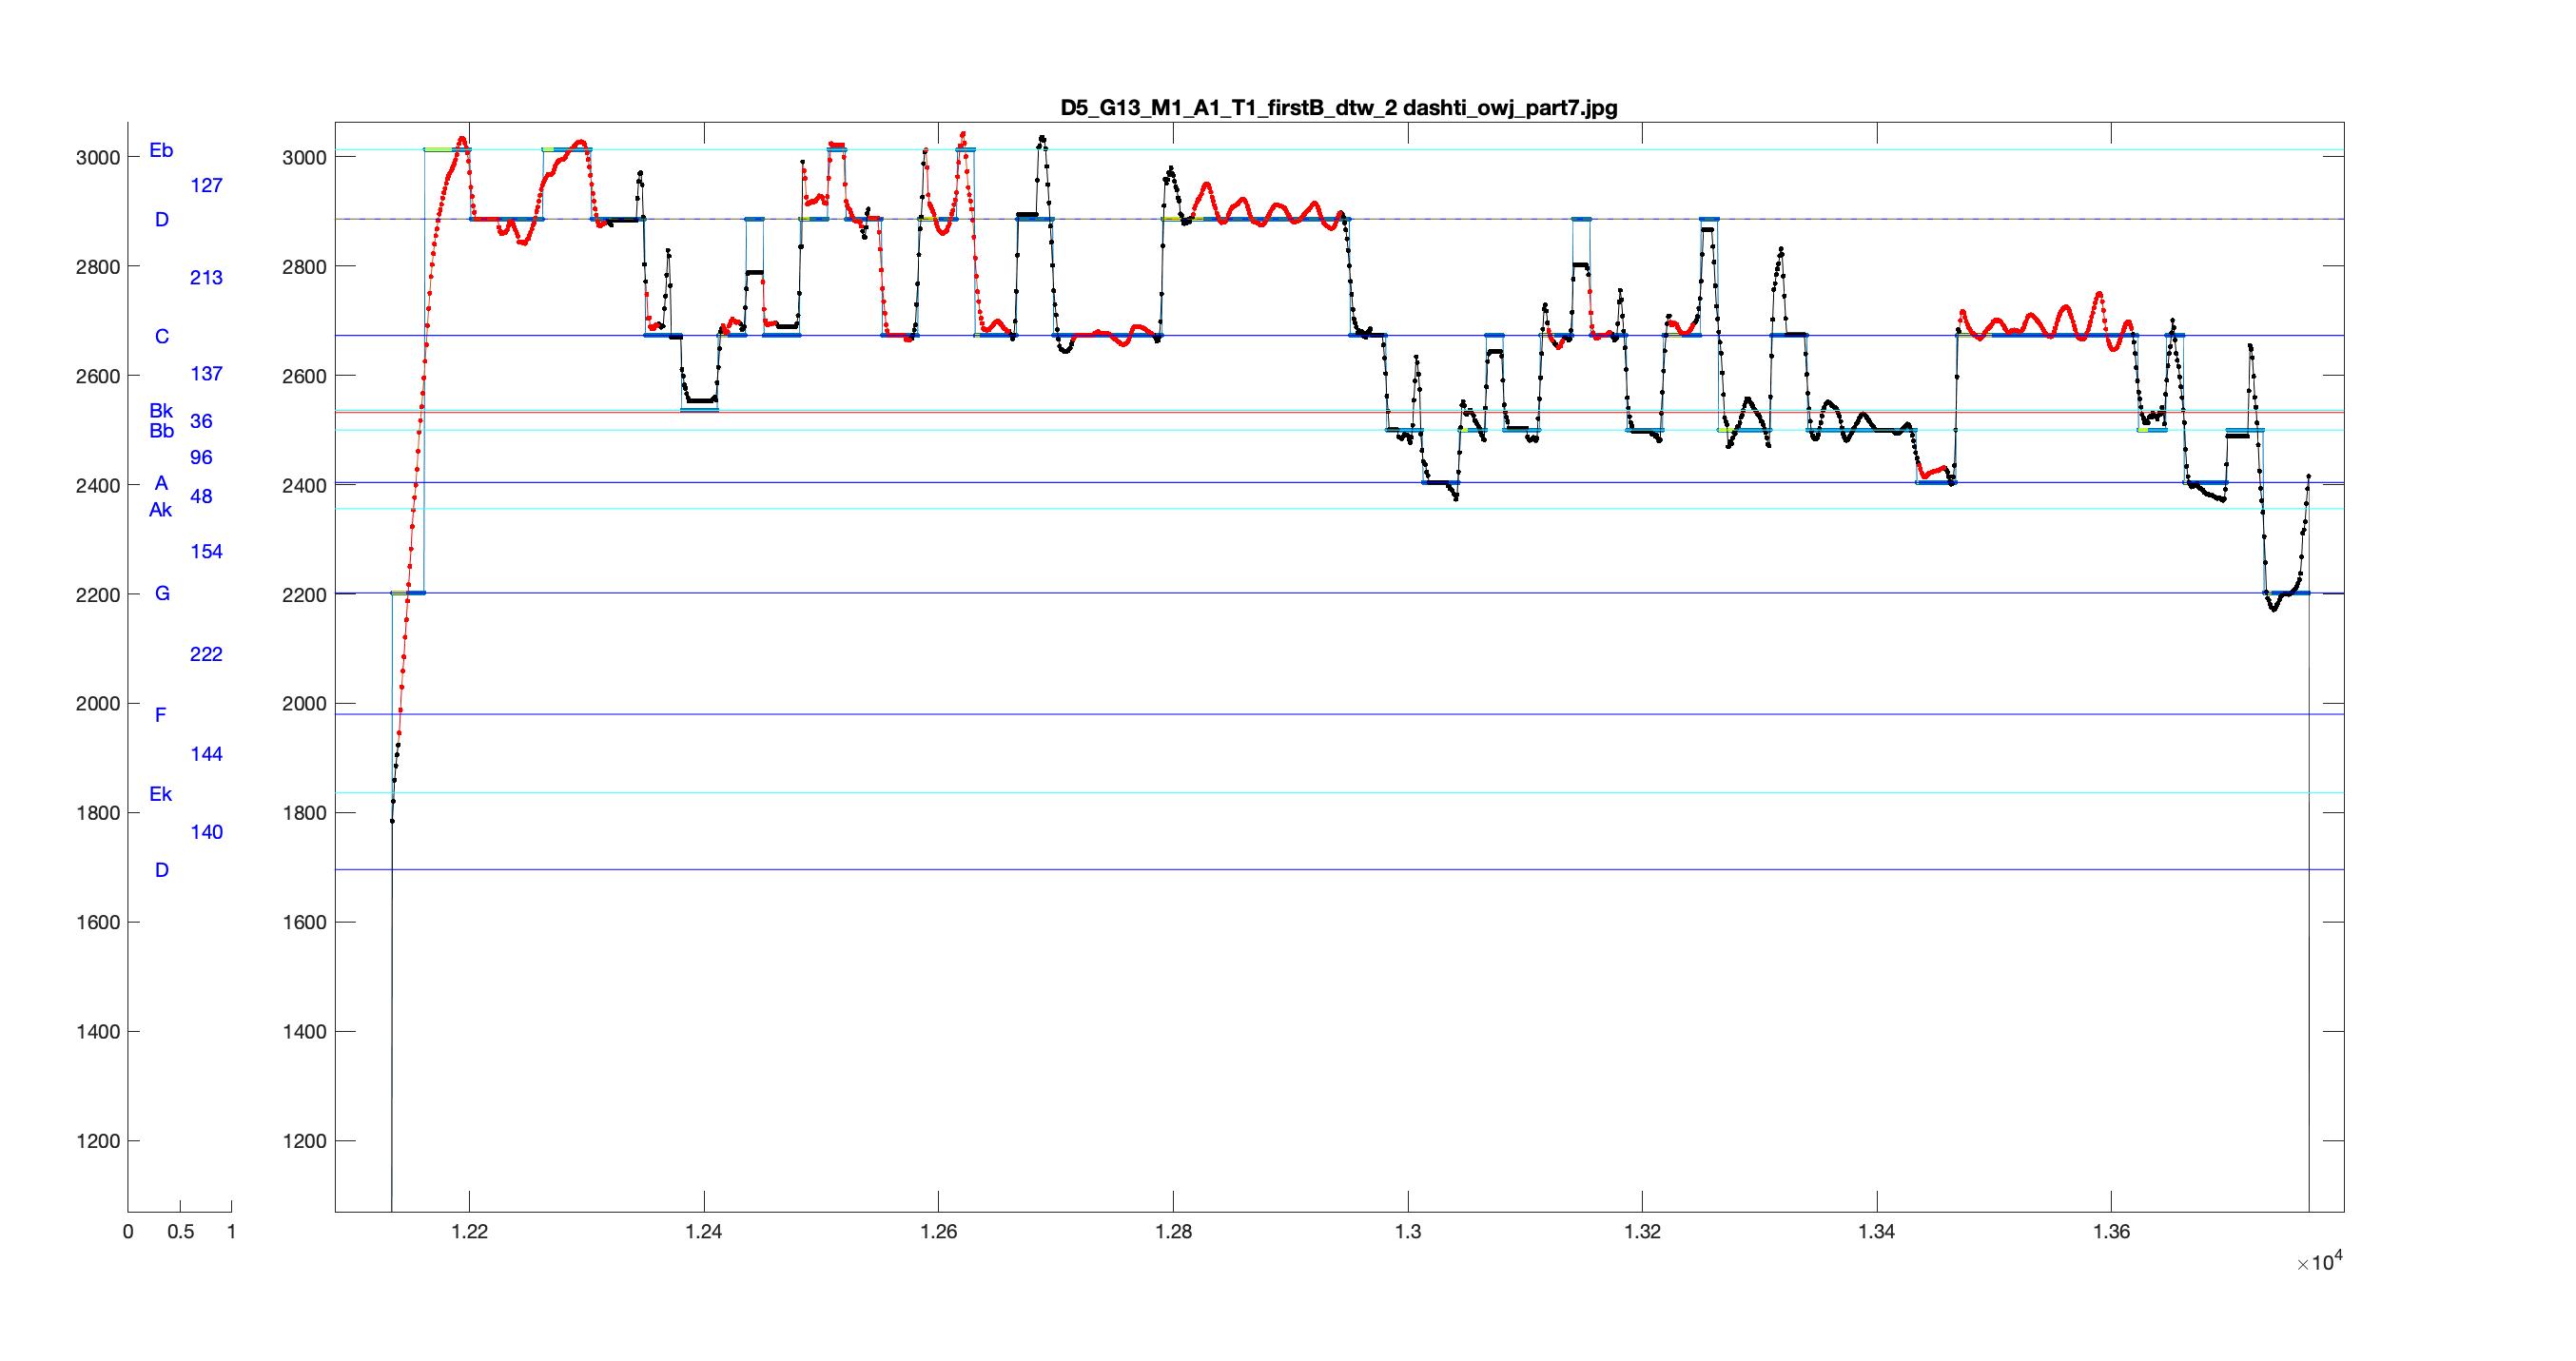 D5_G13_M1_A1_T1_firstB_dtw_2 dashti_owj_part7.jpg
3000 Eb 3000
127
D
2800 213 2800
C
2600 137 2600
Bk
36
Bb
96
2400 A 2400
48
Ak
154
2200 G 2200
222
2000 F 2000
144
1800 Ek 1800
140
D
1600 1600
1400 1400
1200 1200
0 0.5 1 1.22 1.24 1.26 1.28 1.3 1.32 1.34 1.36
×10^4